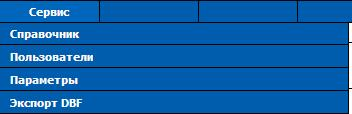 Сервис
Справочник
Пользователи
Параметры
Экспорт DBF